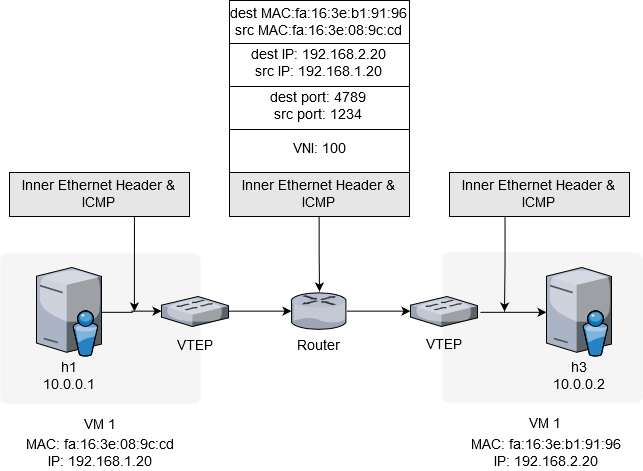 dest MAC:fa:16:3e:b1:91:96
src MAC:fa:16:3e:08:9c:cd
dest IP: 192.168.2.20
src IP: 192.168.1.20
dest port: 4789
src port: 1234
VNI: 100
Inner Ethernet Header &
ICMP
Inner Ethernet Header &
ICMP
Inner Ethernet Header &
ICMP
h1
10.0.0.1
VTEP
Router
VTEP
h3
10.0.0.2
VM 1
MAC: fa:16:3e:08:9c:cd
IP: 192.168.1.20
VM 1
MAC: fa:16:3e:b1:91:96
IP: 192.168.2.20